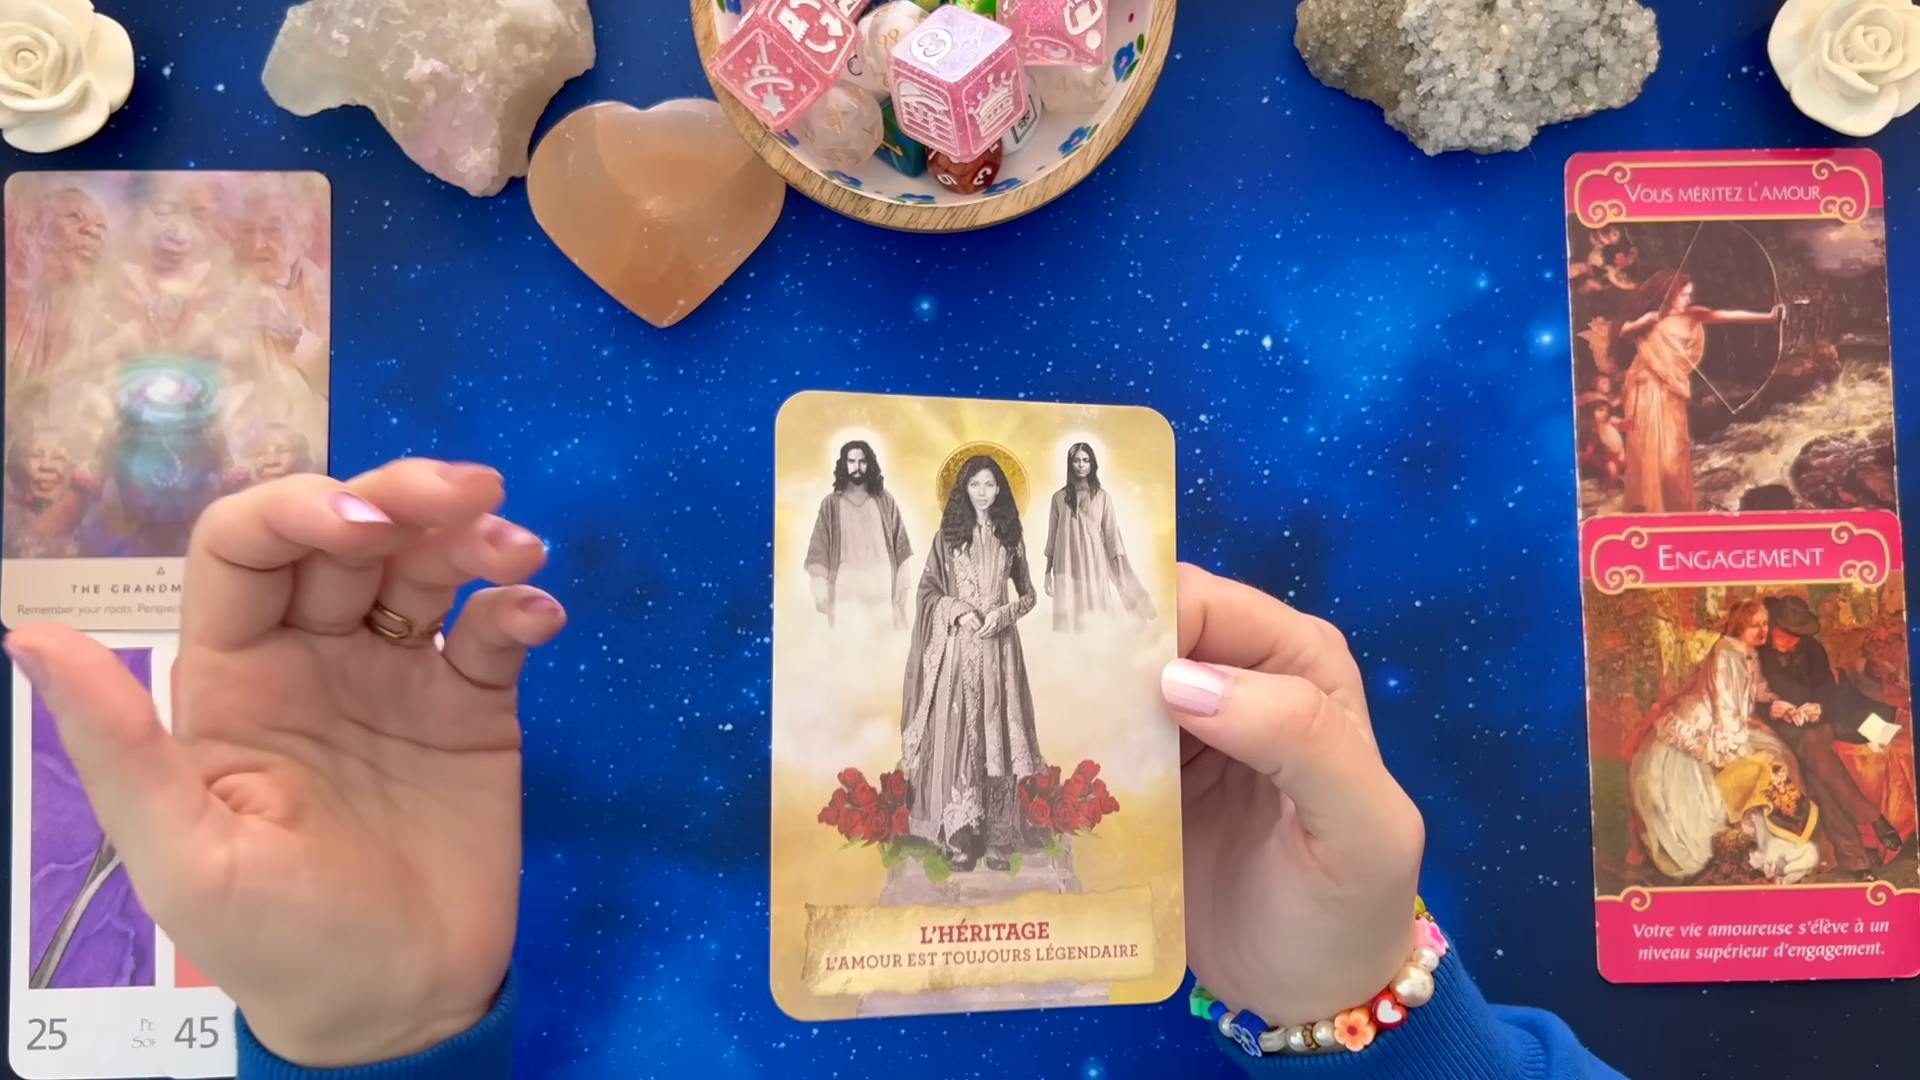 VOUS MÉRITEZ L'AMOUR
ENGAGEMENT
THE GRANDM
Remember your roots.
L'HÉRITAGE
L'AMOUR EST TOUJOURS LÉGENDAIRE
Votre vie amoureuse s'élève à un
niveau supérieur d'engagement.
25
45